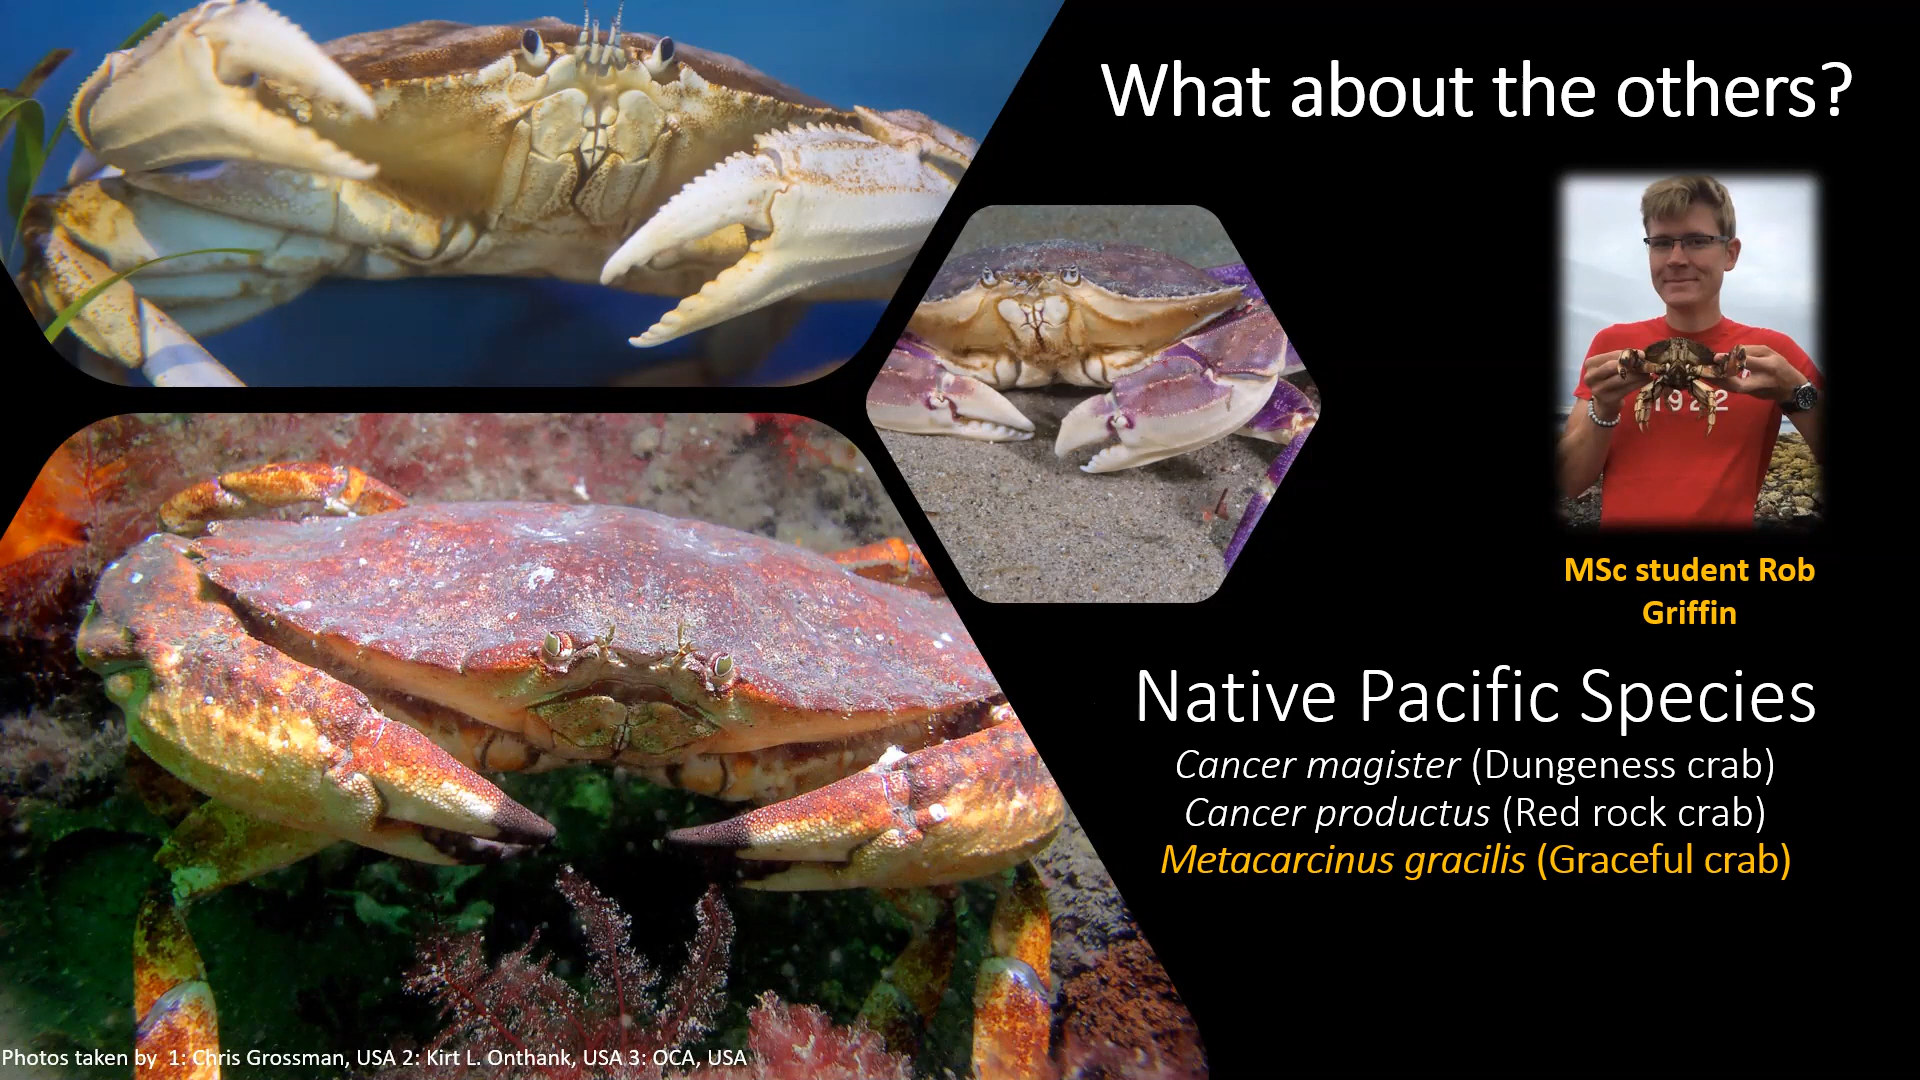 What about the others?
1922
MSc student Rob
Griffin
Native Pacific Species
Cancer magister (Dungeness crab)
Cancer productus (Red rock crab)
Metacarcinus gracilis (Graceful crab)
Photos taken by 1: Chris Grossman, USA 2: Kirt L. Onthank, USA 3: OCA, USA